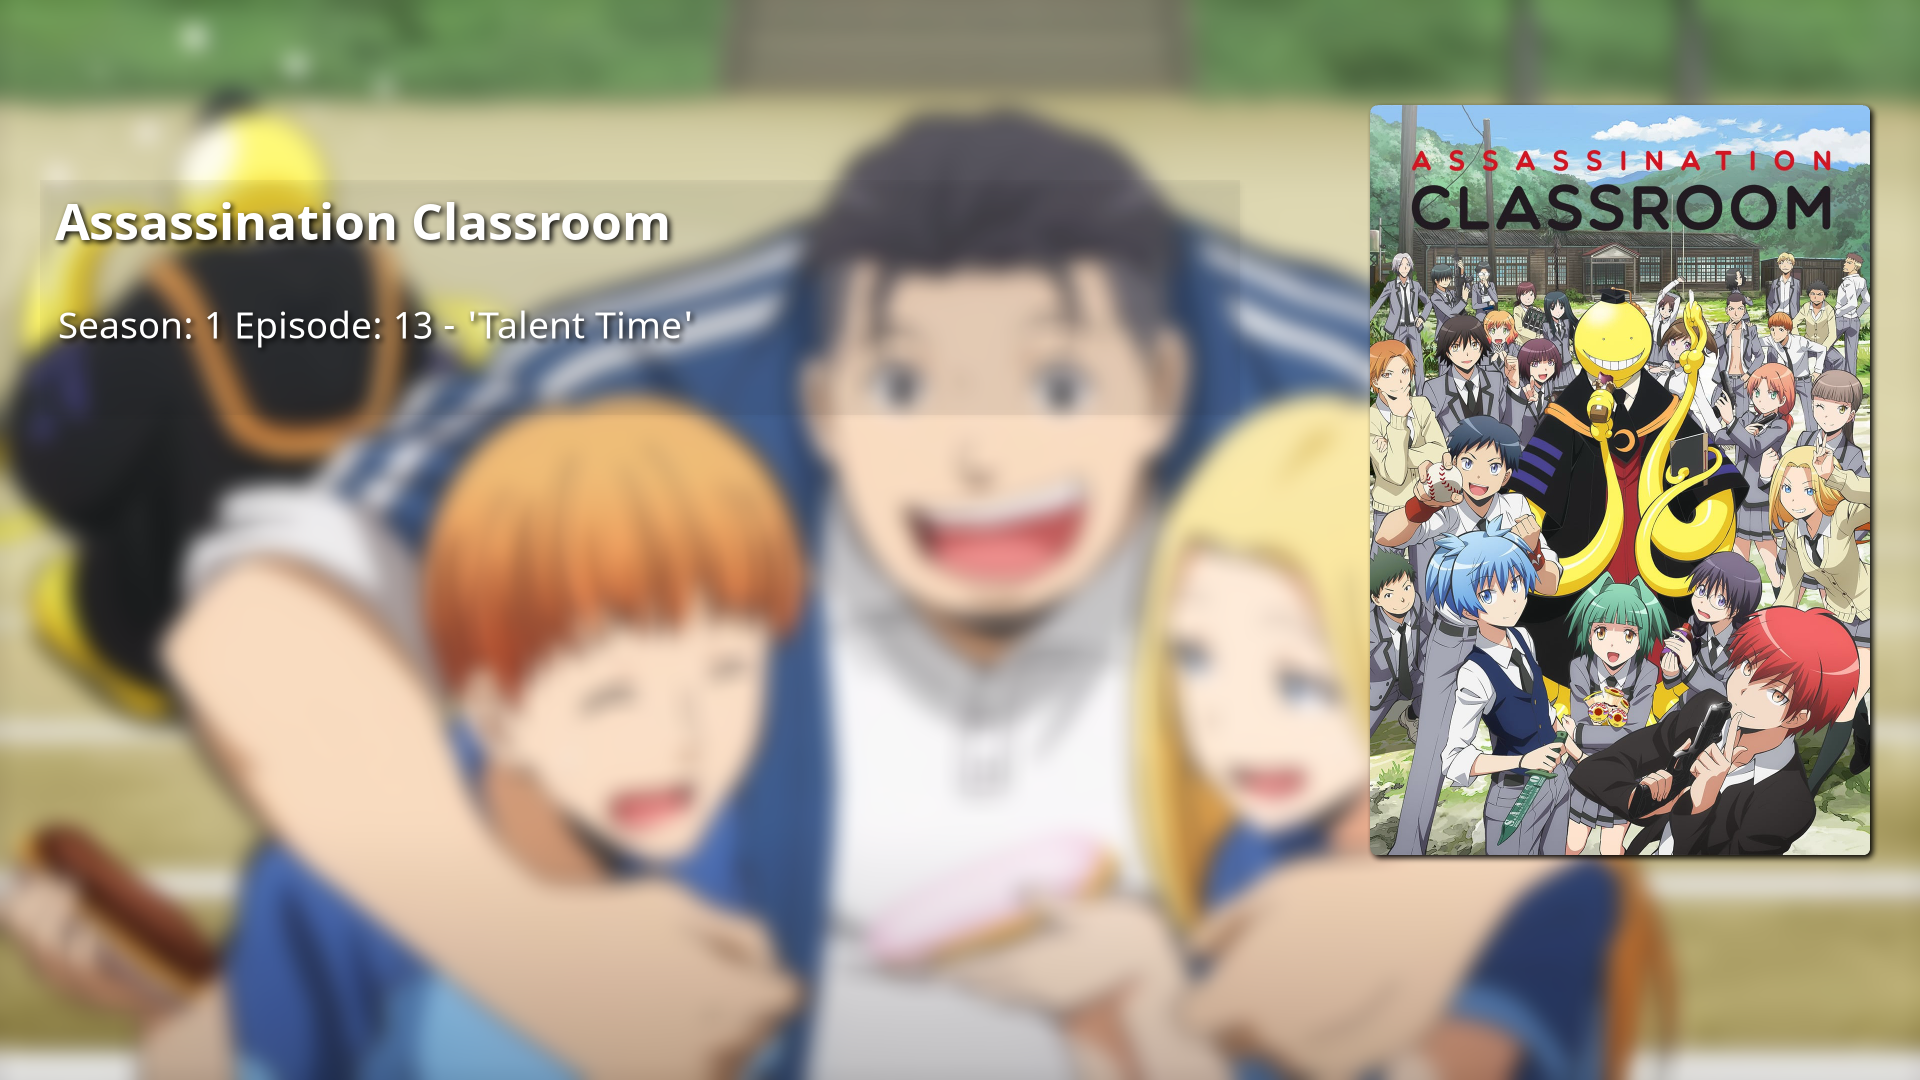 Assassination Classroom
Season: 1 Episode: 13 - 'Talent Time'
ASSASSINATION
CLASSROOM